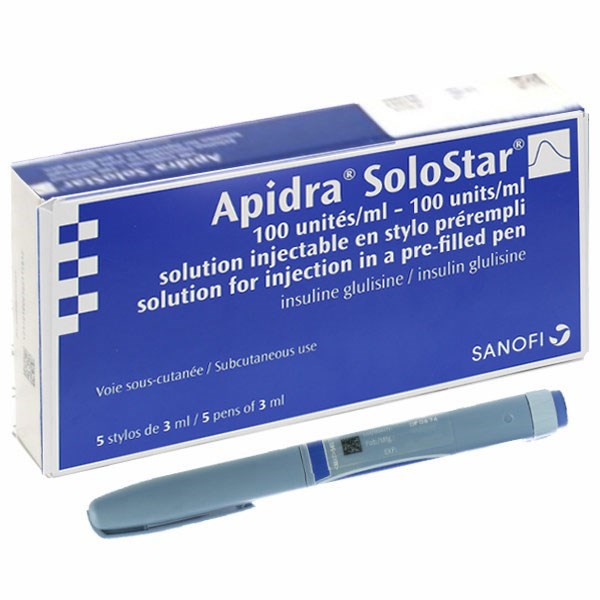 Apidra SoloStar
Apidra® SoloStar®
100 unités/ml - 100 units/ml
solution injectable en stylo prérempli
solution for injection in a pre-filled pen
insuline glulisine / insulin glulisine
SANOFI
Voie sous-cutanée / Subcutaneous use
5 stylos de 3 ml / 5 pens of 3 ml